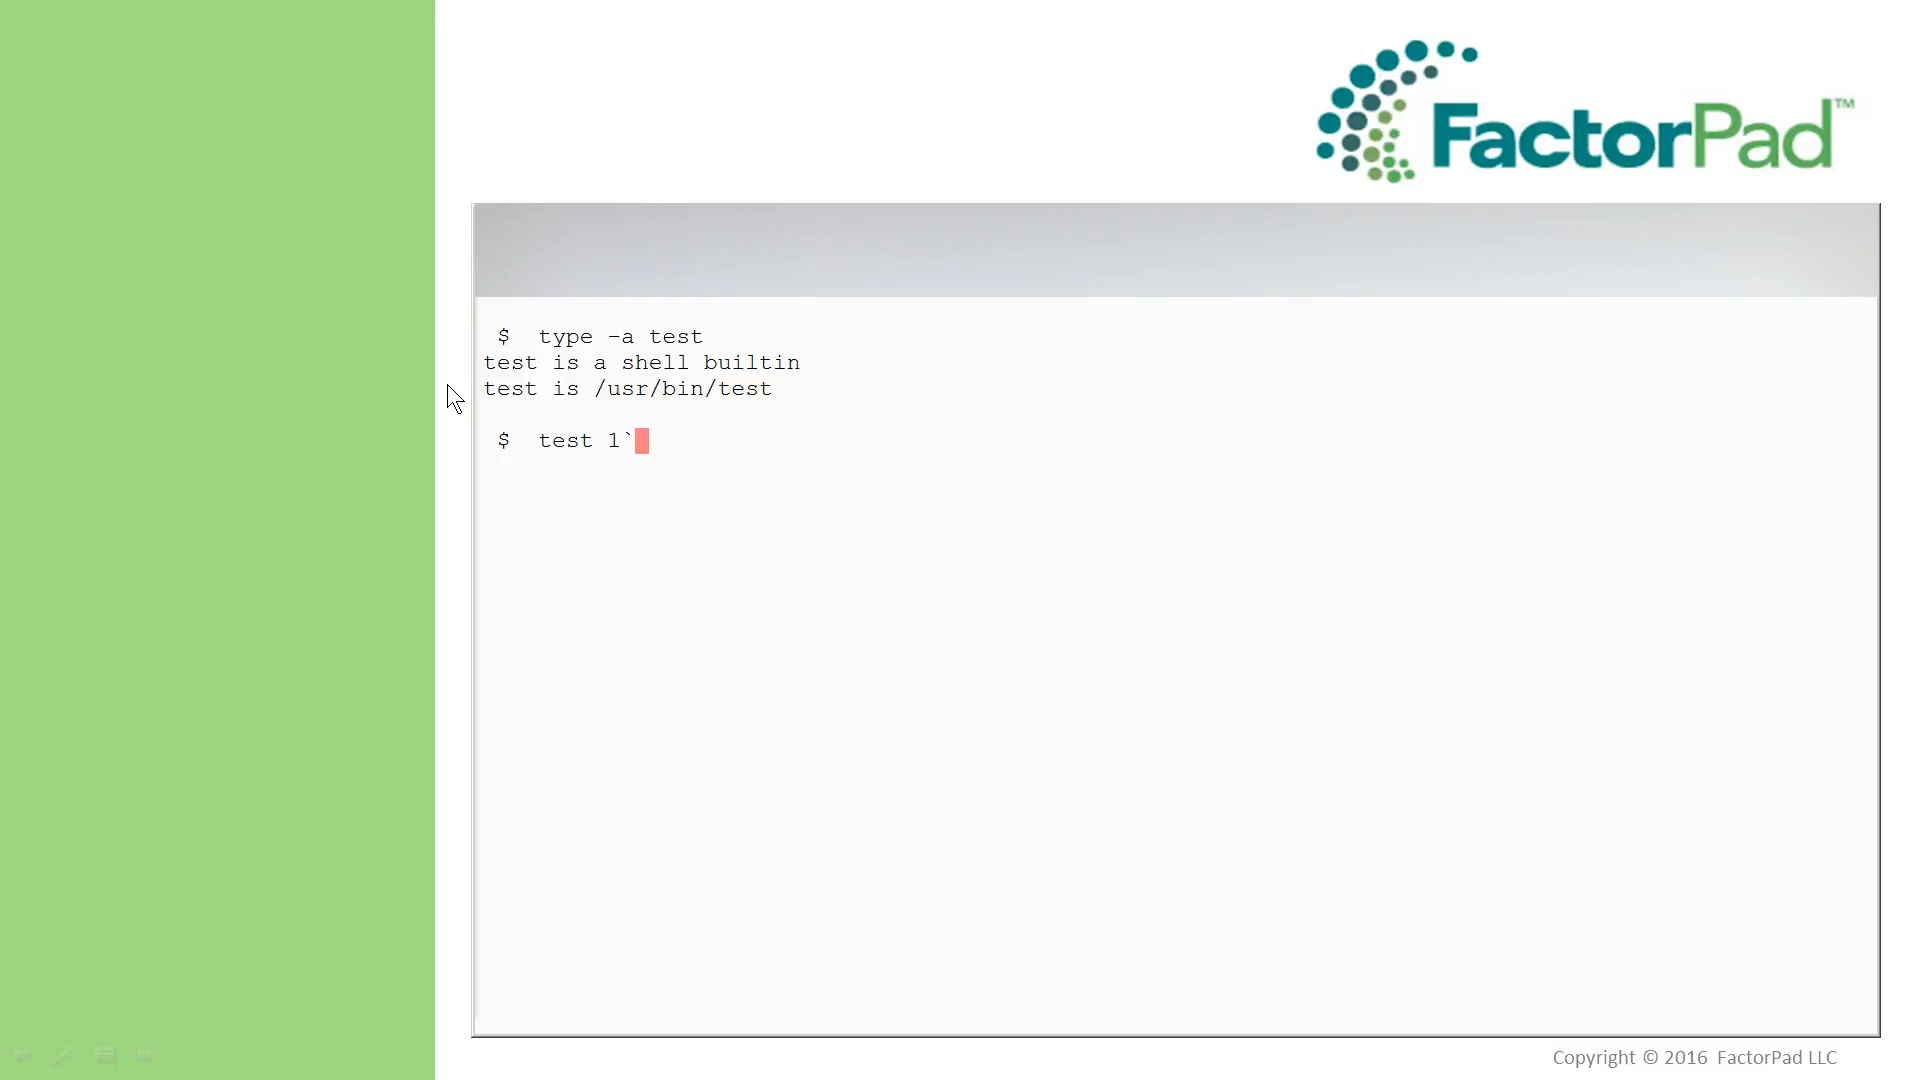 FactorPad™
$ type -a test
test is a shell builtin
test is /usr/bin/test
$ test 1`
Copyright © 2016 FactorPad LLC